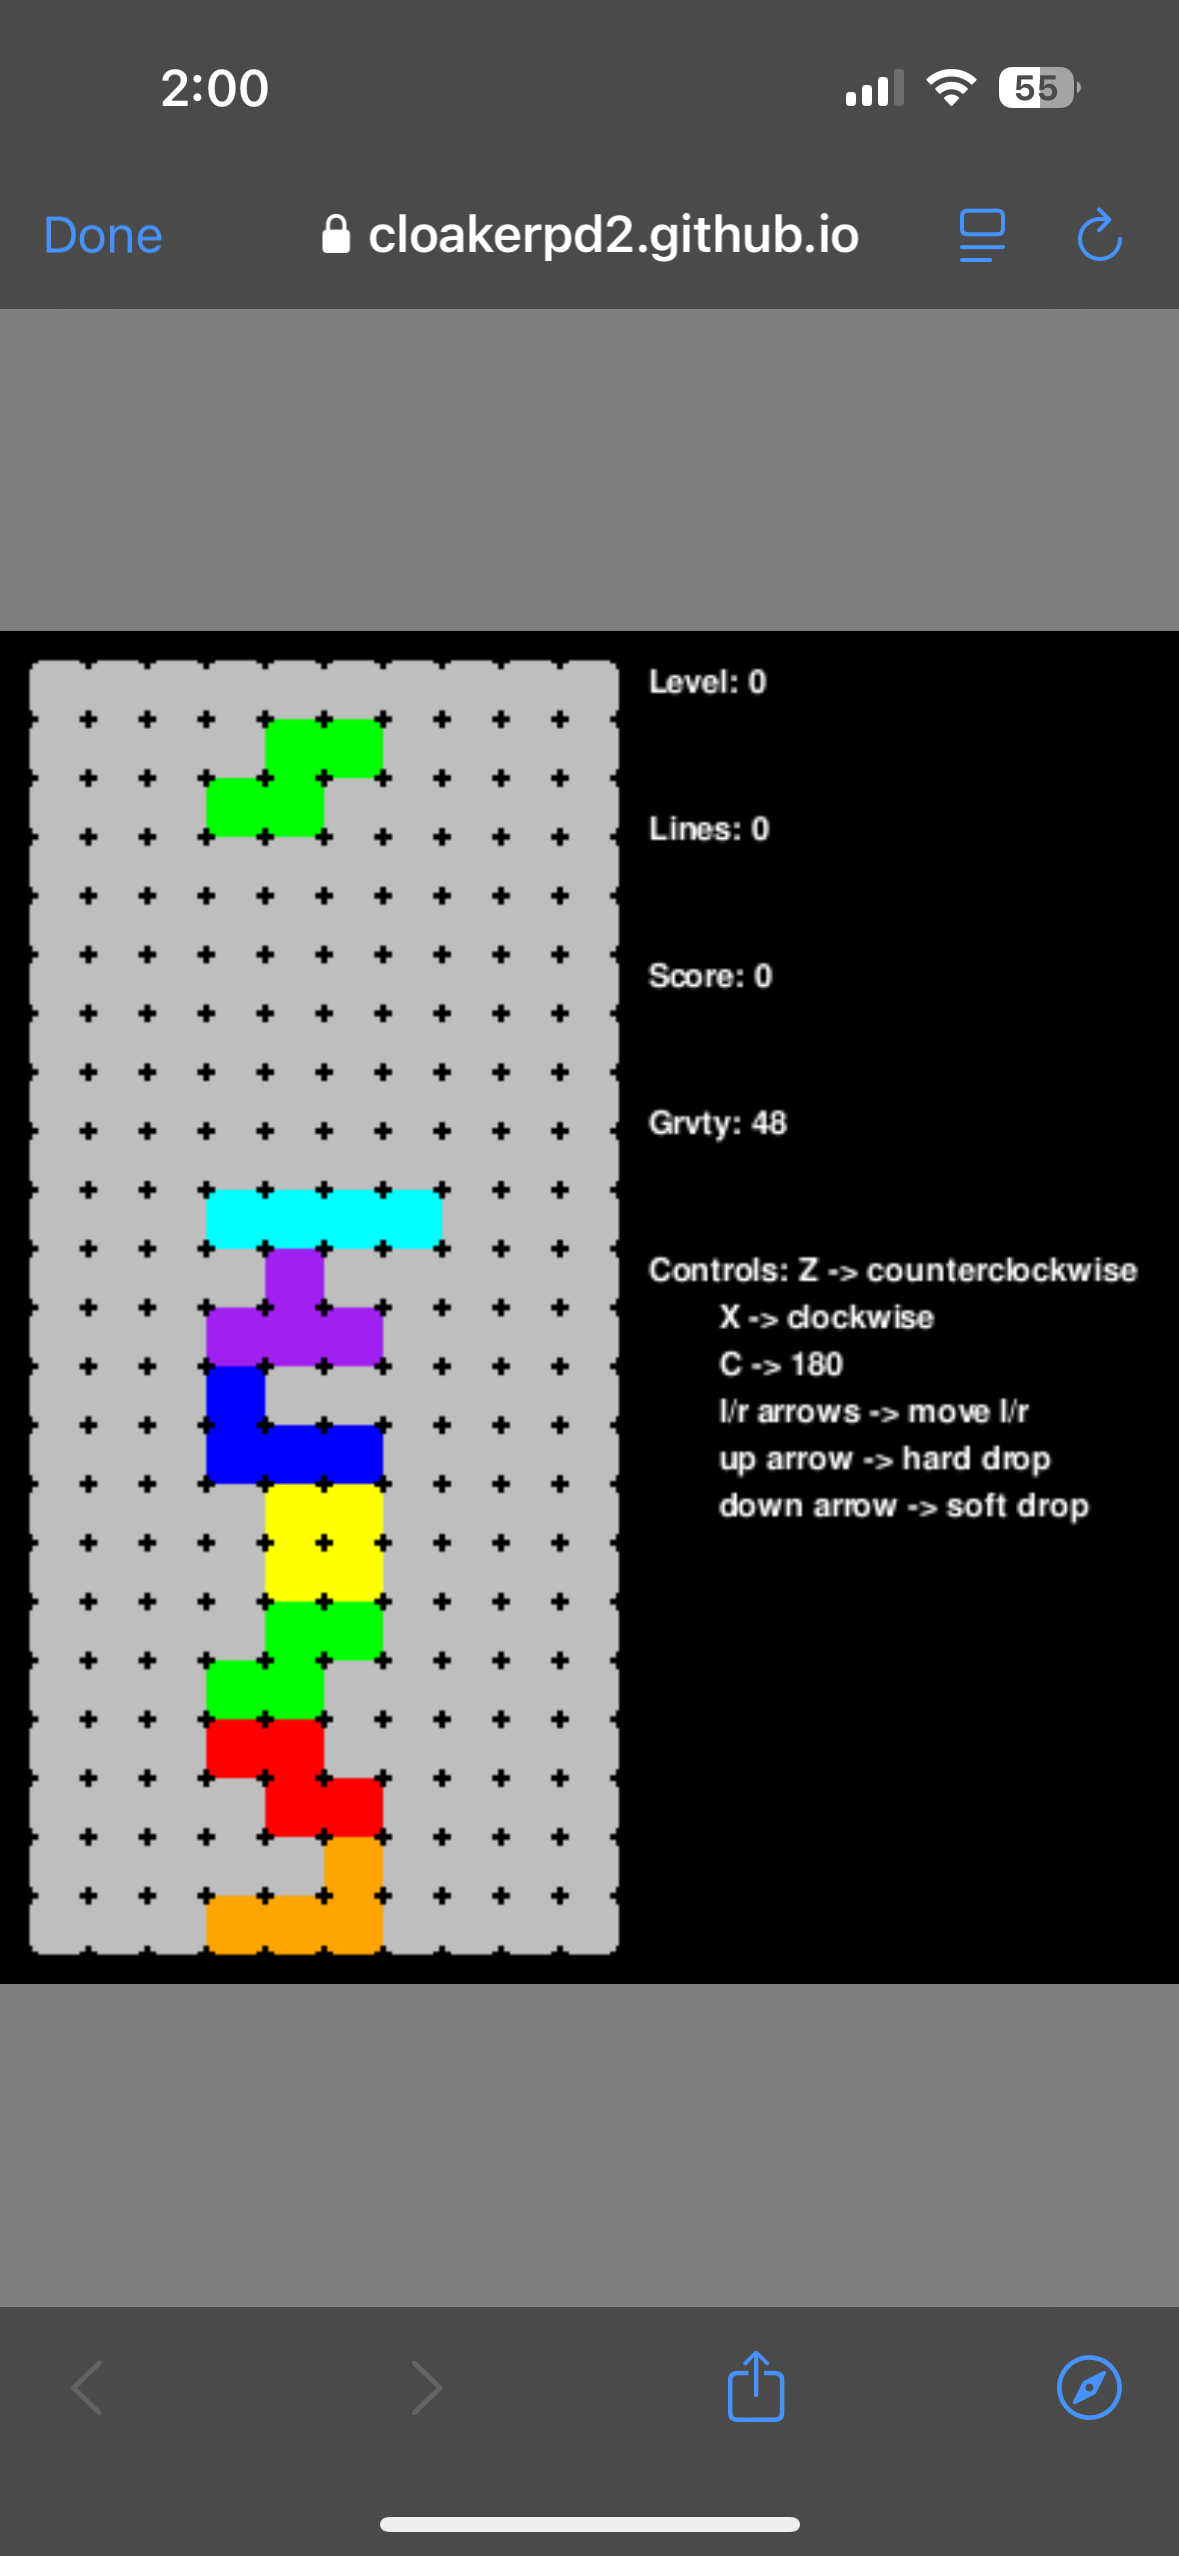 2:00
55
Done
cloakerpd2.github.io
Level: 0
Lines: 0
Score: 0
Grvty: 48
Controls: Z -> counterclockwise
X -> clockwise
C -> 180
l/r arrows -> move l/r
up arrow -> hard drop
down arrow -> soft drop